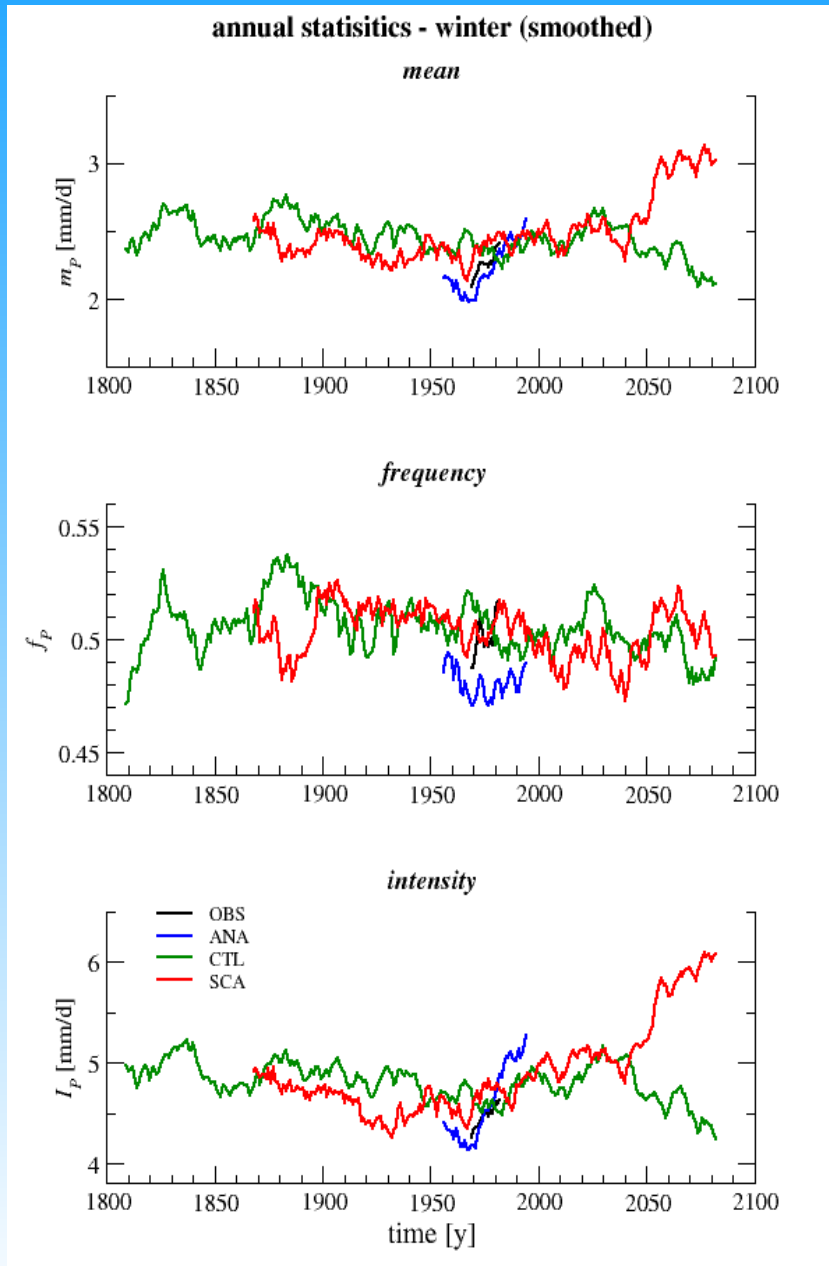 annual statisitics - winter (smoothed)
mean
3
2
m_P [mm/d]
1800 1850 1900 1950 2000 2050 2100
frequency
0.55
0.5
0.45
f_P
1800 1850 1900 1950 2000 2050 2100
intensity
OBS
ANA
CTL
SCA
6
5
4
I_P [mm/d]
1800 1850 1900 1950 2000 2050 2100
time [y]